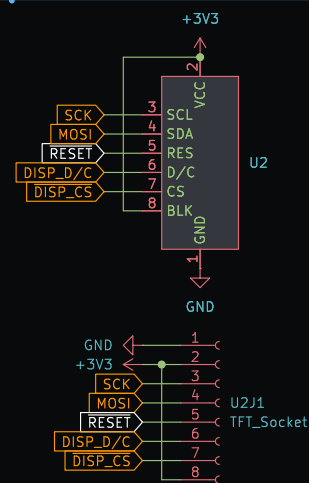 +3V3
2
VCC
SCK 3 SCL
MOSI 4 SDA
RESET 5 RES
DISP_D/C 6 D/C
DISP_CS 7 CS
8 BLK
U2
GND
1
GND
GND 1
+3V3 2
SCK 3
MOSI 4 U2J1
RESET 5 TFT_Socket
DISP_D/C 6
DISP_CS 7
8